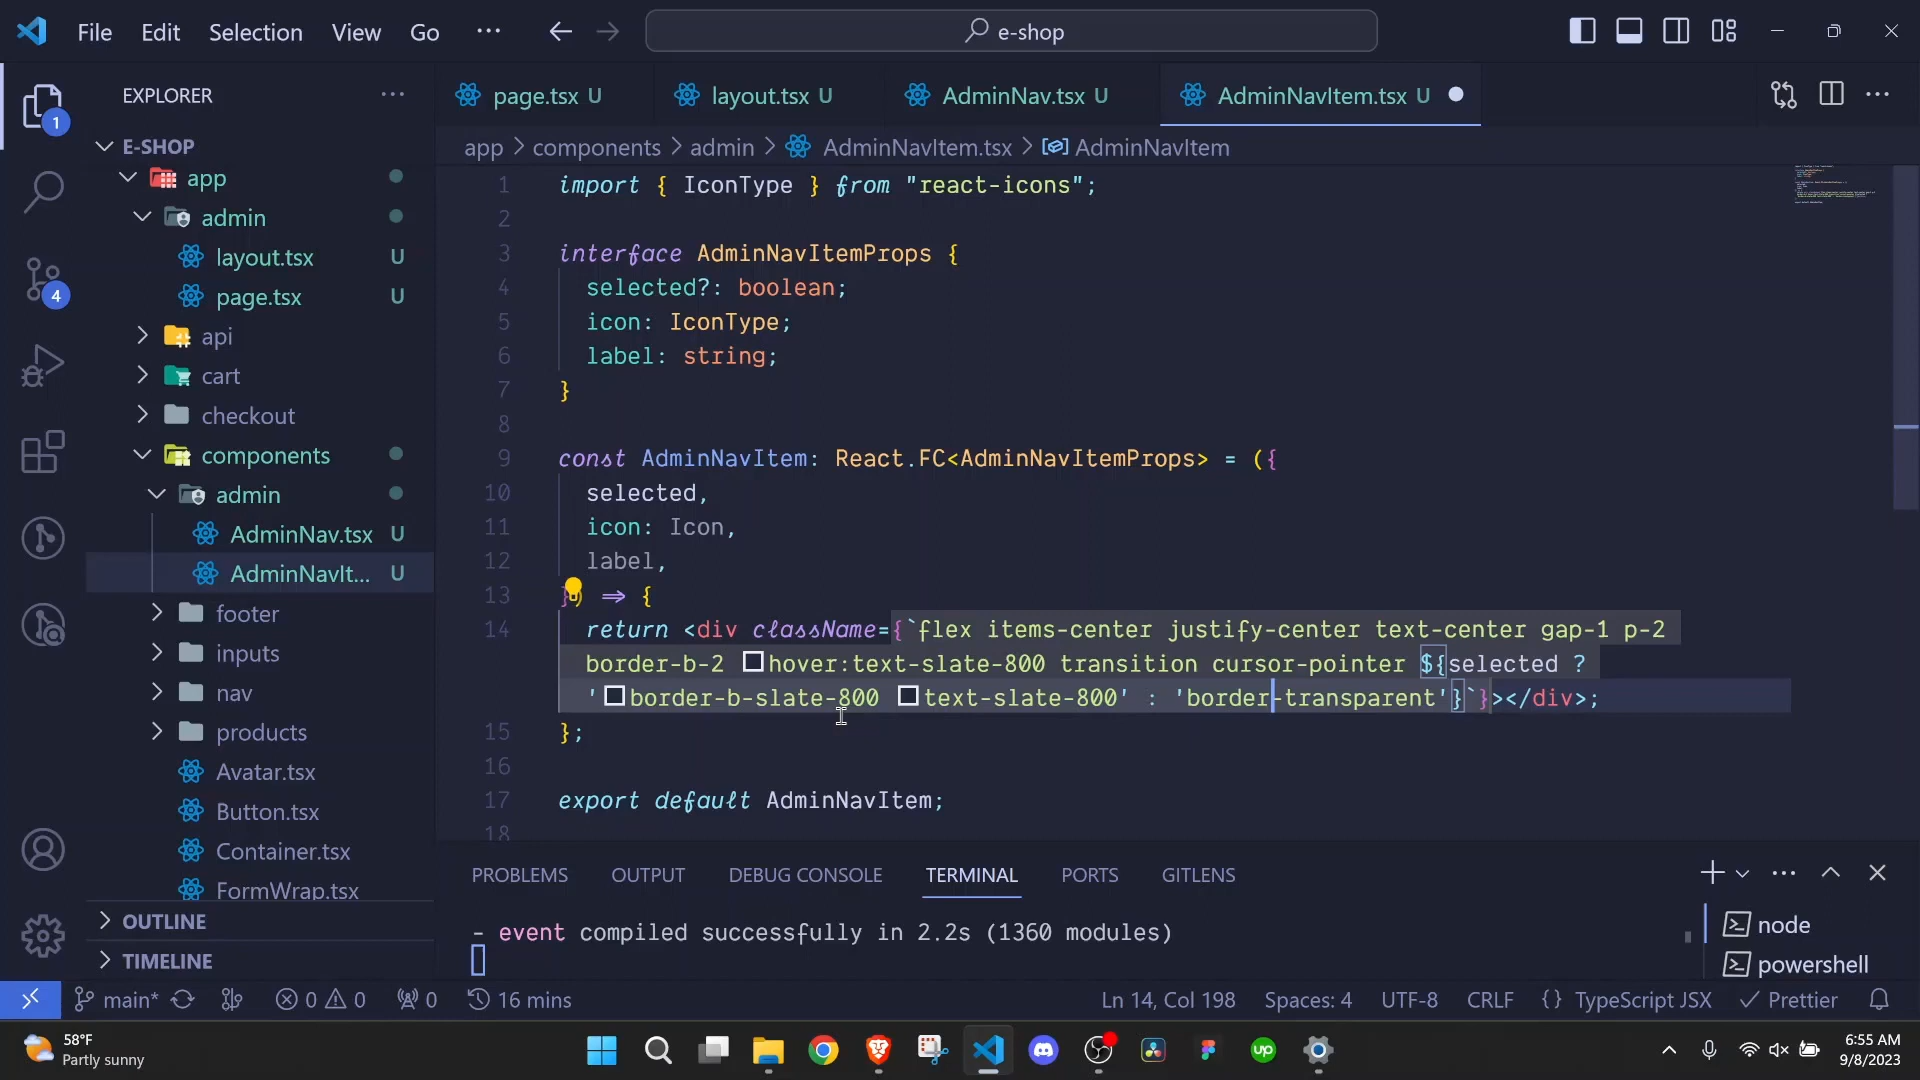 File Edit Selection View Go ··· e-shop
EXPLORER ···
page.tsx U layout.tsx U AdminNav.tsx U AdminNavItem.tsx U
app > components > admin > AdminNavItem.tsx > AdminNavItem
1
4
E-SHOP
app
admin
layout.tsx U
page.tsx U
api
cart
checkout
components
admin
AdminNav.tsx U
AdminNavIt... U
footer
inputs
nav
products
Avatar.tsx
Button.tsx
Container.tsx
FormWrap.tsx
OUTLINE
TIMELINE
1 import { IconType } from "react-icons";
2
3 interface AdminNavItemProps {
4 selected?: boolean;
5 icon: IconType;
6 label: string;
7 }
8
9 const AdminNavItem: React.FC<AdminNavItemProps> = ({
10 selected,
11 icon: Icon,
12 label,
13 }) => {
14 return <div className={`flex items-center justify-center text-center gap-1 p-2
border-b-2 hover:text-slate-800 transition cursor-pointer ${selected ?
'border-b-slate-800 text-slate-800' : 'border-transparent'}`}></div>;
15 };
16
17 export default AdminNavItem;
18
PROBLEMS OUTPUT DEBUG CONSOLE TERMINAL PORTS GITLENS
- event compiled successfully in 2.2s (1360 modules)
node
powershell
main* 0 0 0 16 mins Ln 14, Col 198 Spaces: 4 UTF-8 CRLF {} TypeScript JSX Prettier
58°F
Partly sunny
up
6:55 AM
9/8/2023